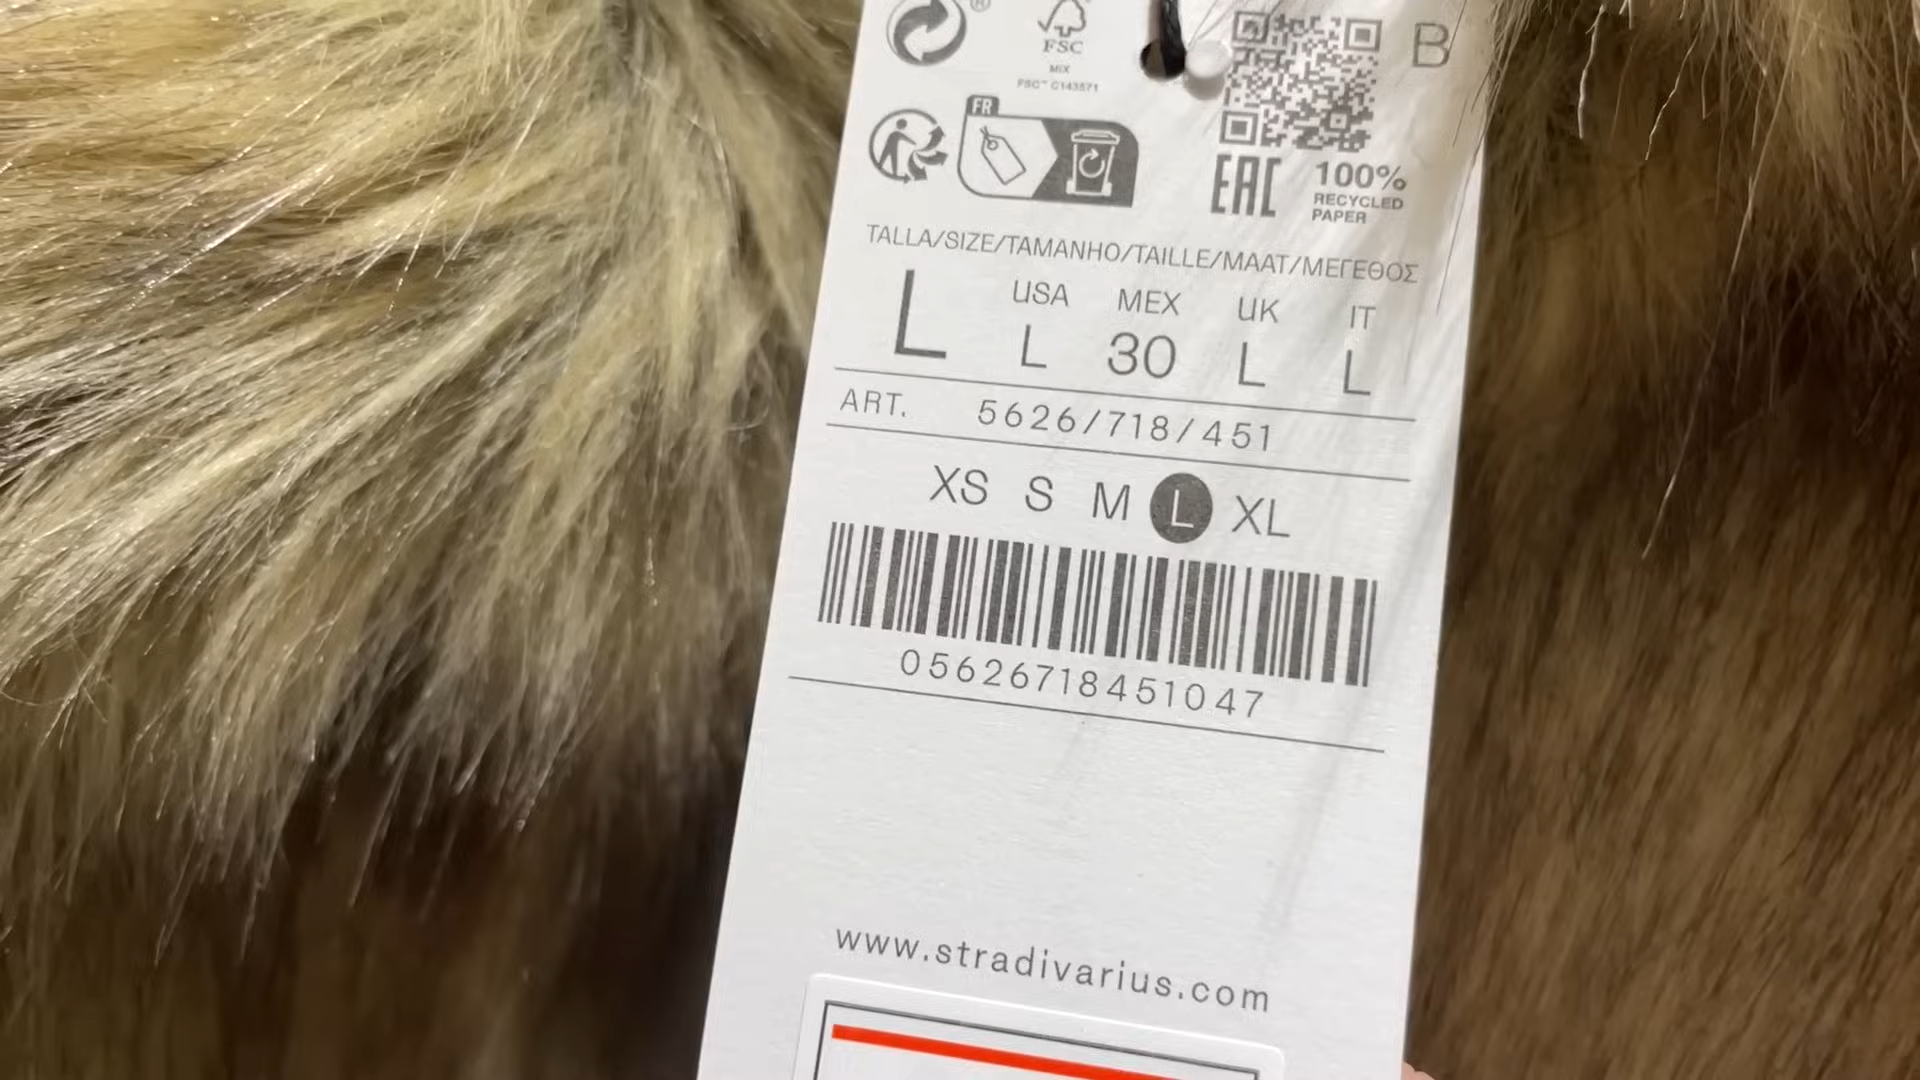 ®
FSC
MIX
FSC™ C143571
B
FR
EAC
100%
RECYCLED
PAPER
TALLA/SIZE/TAMANHO/TAILLE/MAAT/ΜΕΓΕΘΟΣ
USA MEX UK IT
L L 30 L L
ART. 5626/718/451
XS S M L XL
05626718451047
www.stradivarius.com